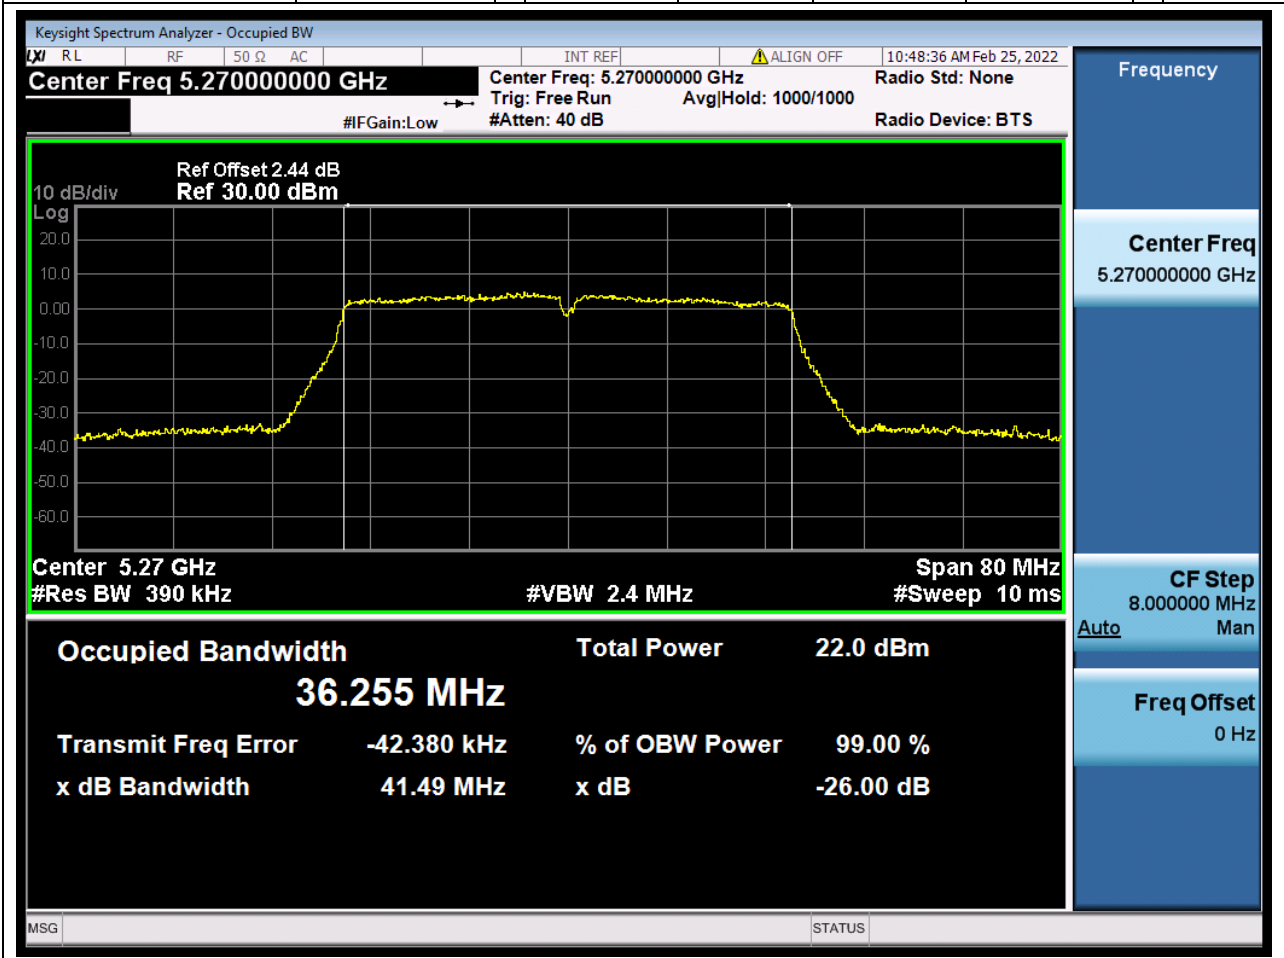 Keysight Spectrum Analyzer - Occupied BW
LXI RL RF 50 Ω AC INT REF ALIGN OFF 10:48:36 AM Feb 25, 2022
Center Freq 5.270000000 GHz
Center Freq: 5.270000000 GHz
Radio Std: None
Trig: Free Run Avg|Hold: 1000/1000
#IFGain:Low
#Atten: 40 dB
Radio Device: BTS
Ref Offset 2.44 dB
10 dB/div Ref 30.00 dBm
Log
20.0
10.0
0.00
-10.0
-20.0
-30.0
-40.0
-50.0
-60.0
Center 5.27 GHz Span 80 MHz
#Res BW 390 kHz #VBW 2.4 MHz #Sweep 10 ms
Occupied Bandwidth Total Power 22.0 dBm
36.255 MHz
Transmit Freq Error -42.380 kHz % of OBW Power 99.00 %
x dB Bandwidth 41.49 MHz x dB -26.00 dB
Frequency
Center Freq
5.270000000 GHz
CF Step
8.000000 MHz
Auto Man
Freq Offset
0 Hz
MSG STATUS